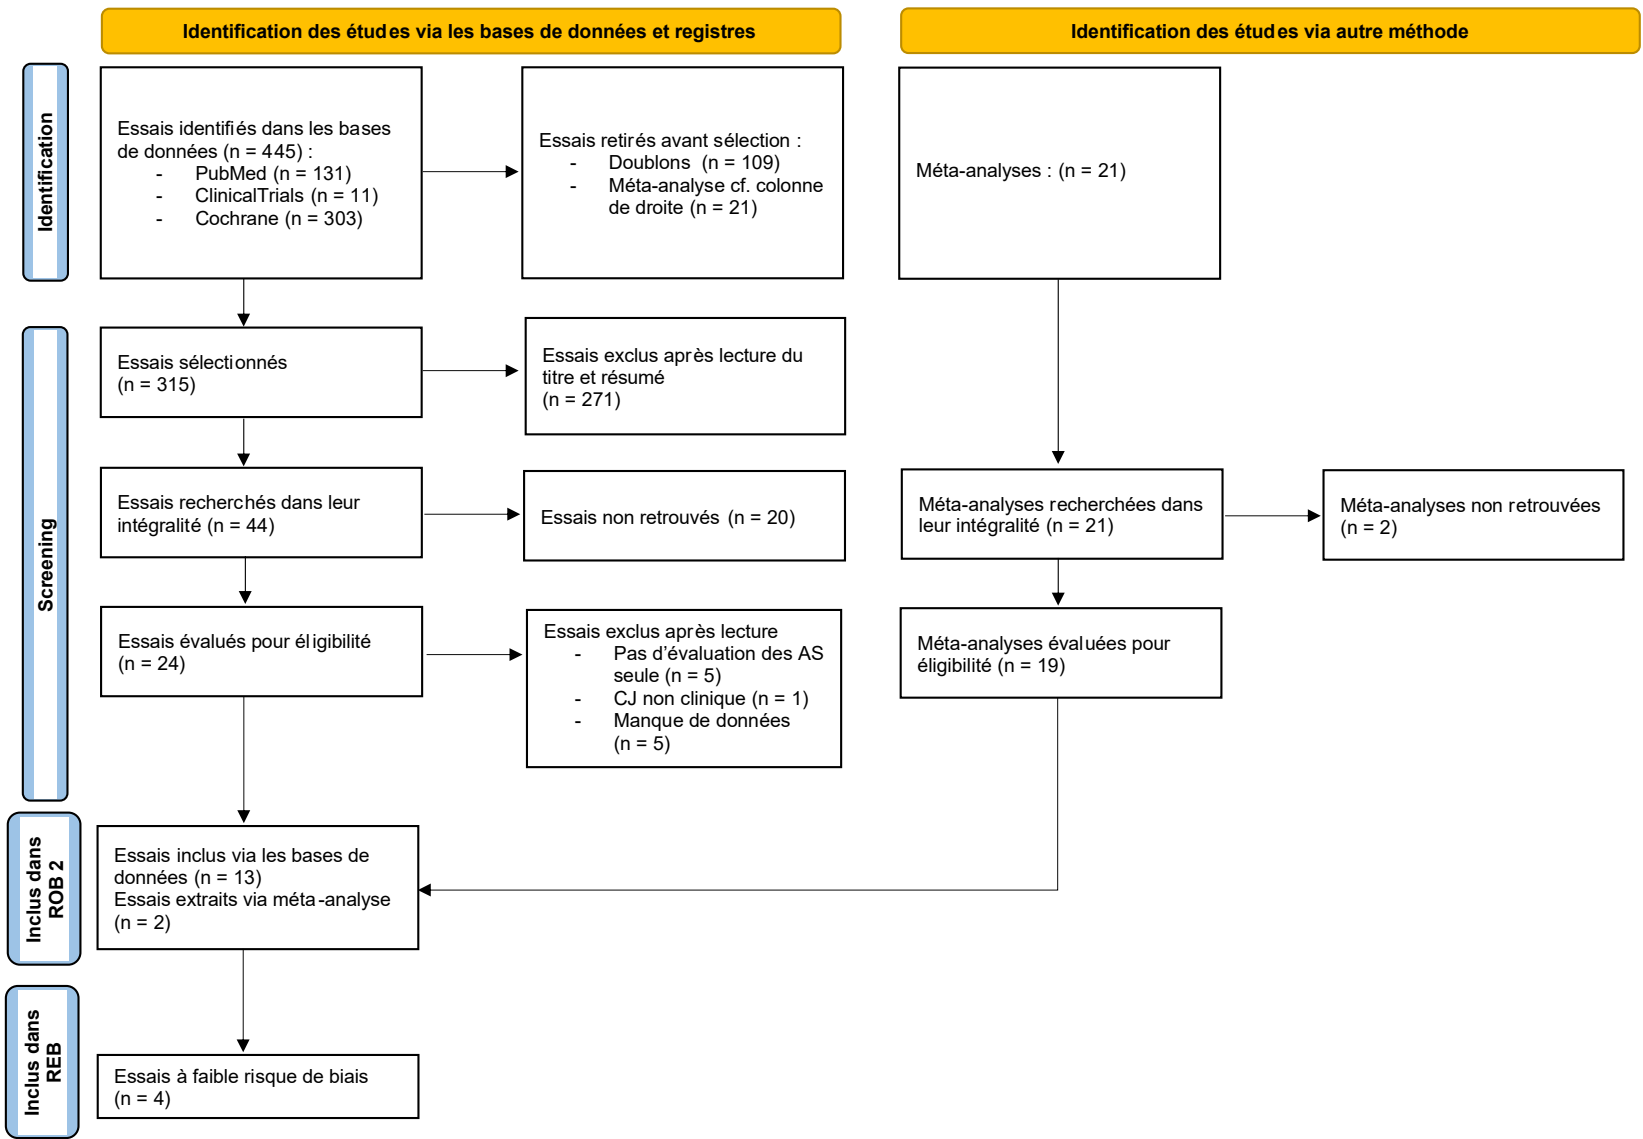 Identification des études via les bases de données et registres
Identification des études via autre méthode
Identification
Essais identifiés dans les bases
de données (n = 445) :
- PubMed (n = 131)
- ClinicalTrials (n = 11)
- Cochrane (n = 303)
Essais retirés avant sélection :
- Doublons (n = 109)
- Méta-analyse cf. colonne
de droite (n = 21)
Méta-analyses : (n = 21)
Screening
Essais sélectionnés
(n = 315)
Essais exclus après lecture du
titre et résumé
(n = 271)
Essais recherchés dans leur
intégralité (n = 44)
Essais non retrouvés (n = 20)
Méta-analyses recherchées dans
leur intégralité (n = 21)
Méta-analyses non retrouvées
(n = 2)
Essais évalués pour éligibilité
(n = 24)
Essais exclus après lecture
- Pas d’évaluation des AS
seule (n = 5)
- CJ non clinique (n = 1)
- Manque de données
(n = 5)
Méta-analyses évaluées pour
éligibilité (n = 19)
Inclus dans
ROB 2
Essais inclus via les bases de
données (n = 13)
Essais extraits via méta-analyse
(n = 2)
Inclus dans
REB
Essais à faible risque de biais
(n = 4)